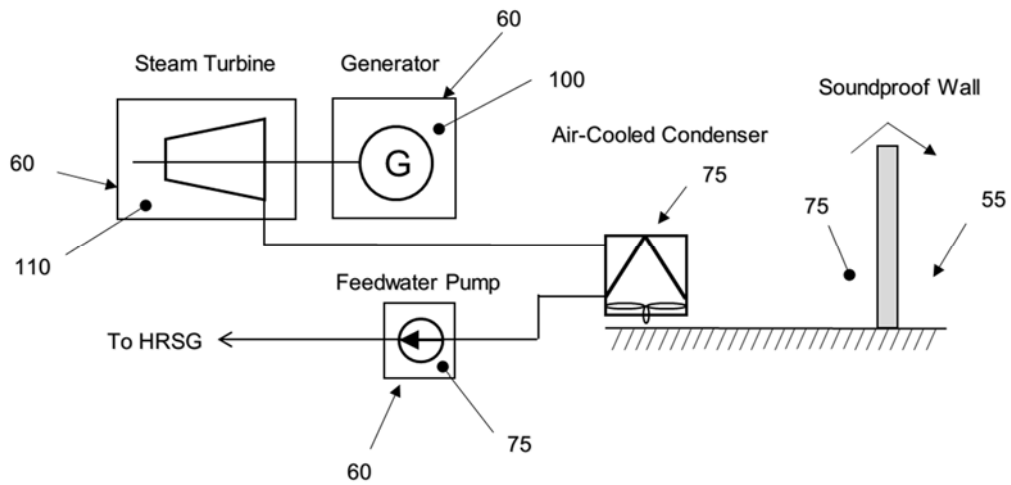 60
Steam Turbine
Generator
100
Soundproof Wall
Air-Cooled Condenser
60
G
75
75
55
110
Feedwater Pump
To HRSG
75
60